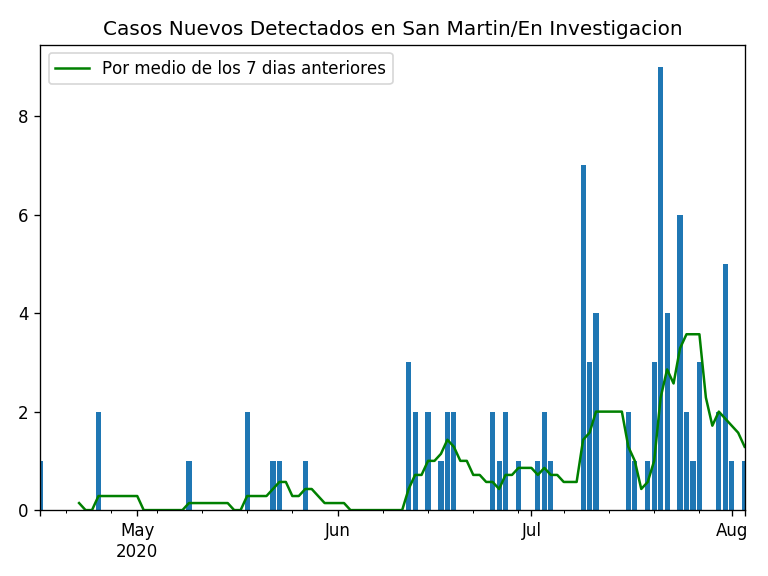 Casos Nuevos Detectados en San Martin/En Investigacion
Por medio de los 7 dias anteriores
8
6
4
2
0
May Jun Jul Aug
2020